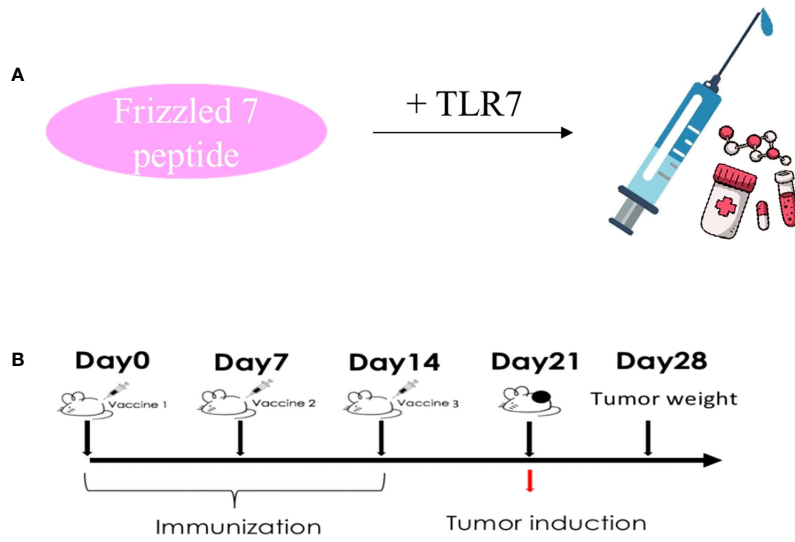 A
Frizzled 7
peptide
+ TLR7
B
Day0 Day7 Day14 Day21 Day28
Vaccine 1 Vaccine 2 Vaccine 3 Tumor weight
Immunization Tumor induction